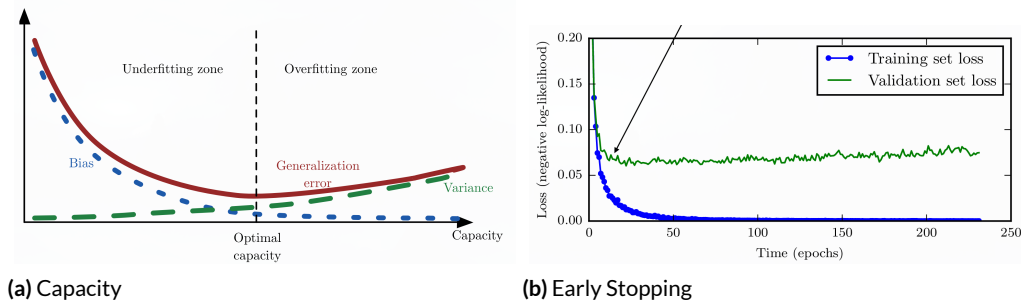 Underfitting zone
Overfitting zone
Bias
Generalization
error
Variance
Optimal
capacity
Capacity
(a) Capacity
0.20
0.15
0.10
0.05
0.00
Loss (negative log-likelihood)
Training set loss
Validation set loss
0
50
100
150
200
250
Time (epochs)
(b) Early Stopping